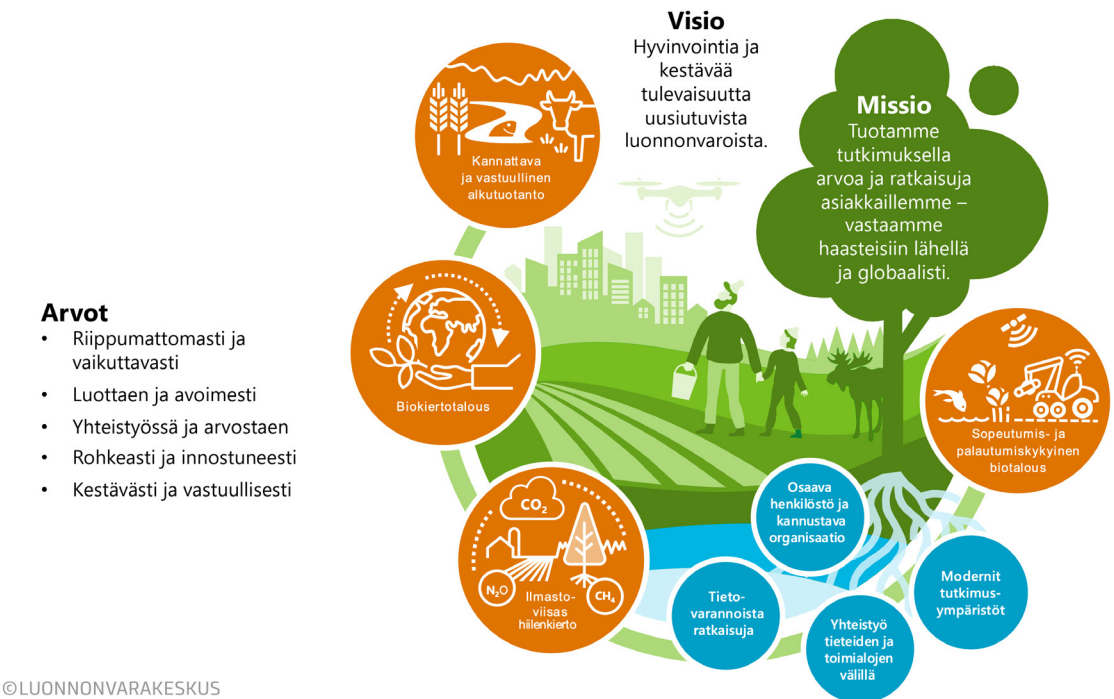 Visio
Hyvinvointia ja
kestävää
tulevaisuutta
uusiutuvista
luonnonvaroista.
Missio
Tuotamme
tutkimuksella
arvoa ja ratkaisuja
asiakkaillemme –
vastaamme
haasteisiin lähellä
ja globaalisti.
Kannattava
ja vastuullinen
alkutuotanto
Arvot
• Riippumattomasti ja
vaikuttavasti
• Luottaen ja avoimesti
• Yhteistyössä ja arvostaen
• Rohkeasti ja innostuneesti
• Kestävästi ja vastuullisesti
Biokiertotalous
Sopeutumis- ja
palautumiskykyinen
biotalous
CO₂
N₂O
CH₄
Ilmasto-
viisas
hiilenkierto
Osaava
henkilöstö ja
kannustava
organisaatio
Tieto-
varannoista
ratkaisuja
Yhteistyö
tieteiden ja
toimialojen
välillä
Modernit
tutkimus-
ympäristöt
©LUONNONVARAKESKUS